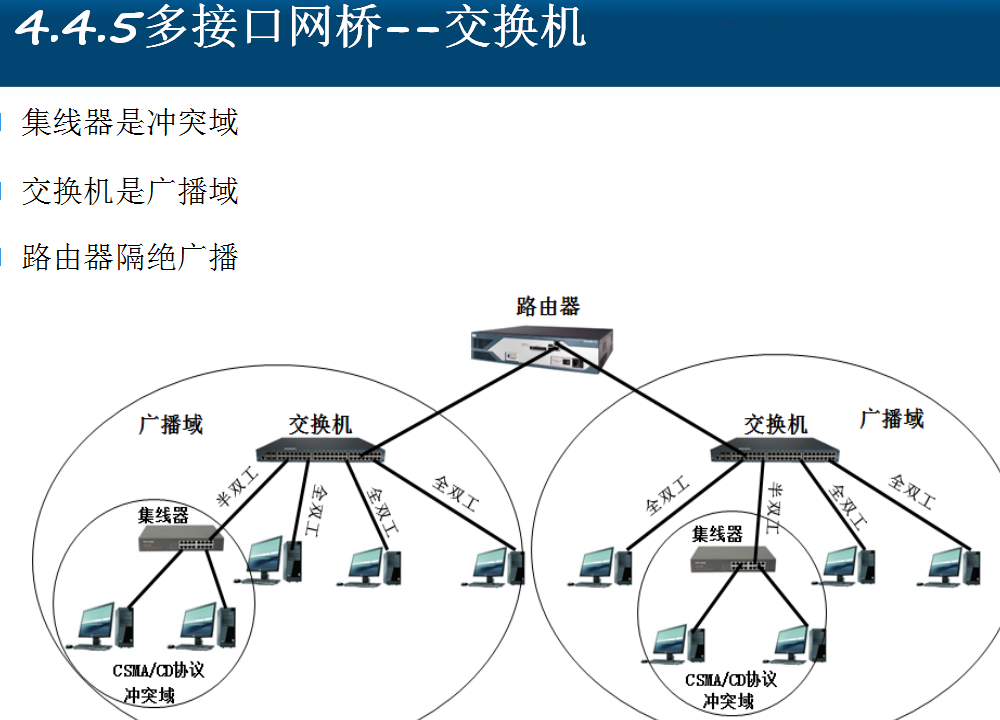 4.4.5多接口网桥--交换机
集线器是冲突域
交换机是广播域
路由器隔绝广播
路由器
广播域
交换机
半双工
全双工
全双工
全双工
集线器
CSMA/CD协议
冲突域
交换机
广播域
全双工
半双工
全双工
全双工
集线器
CSMA/CD协议
冲突域